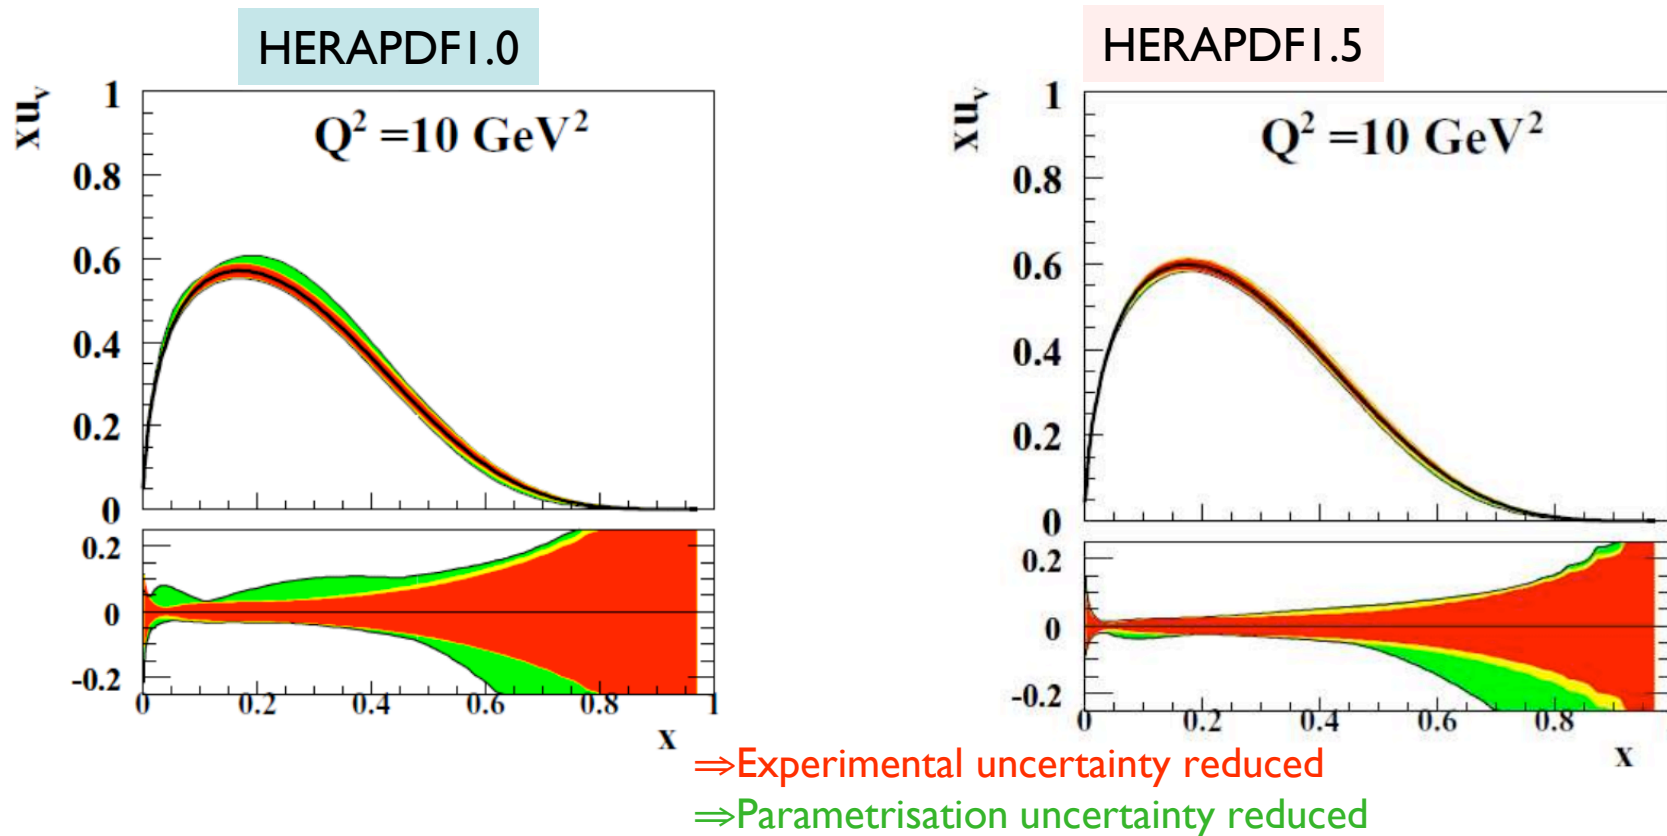 HERAPDF1.0
HERAPDF1.5
xu_v
1
0.8
0.6
0.4
0.2
0
Q² =10 GeV²
0.2
0
-0.2
0 0.2 0.4 0.6 0.8 1
x
xu_v
1
0.8
0.6
0.4
0.2
0
Q² =10 GeV²
0.2
0
-0.2
0 0.2 0.4 0.6 0.8
x
⇒Experimental uncertainty reduced
⇒Parametrisation uncertainty reduced